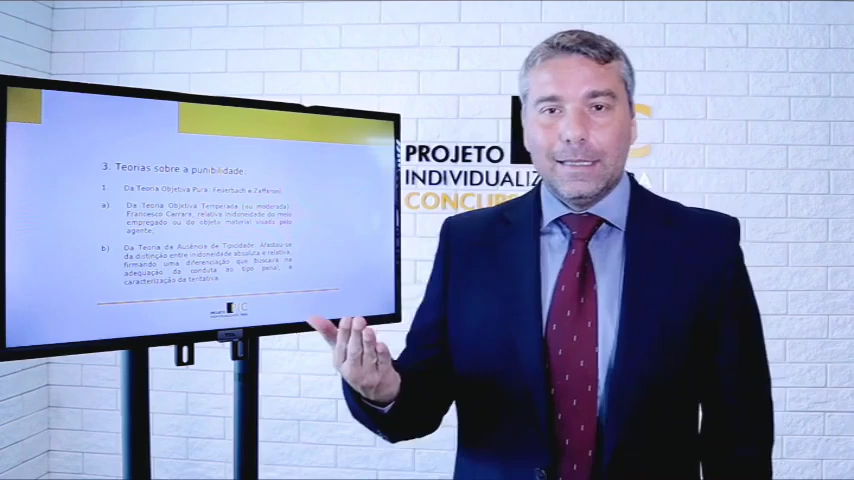 3. Teorias sobre a punibilidade:
1. Da Teoria Objetiva Pura: Feuerbach e Zaffaroni
a) Da Teoria Objetiva Temperada (ou moderada):
Francesco Carrara, relativa inidoneidade do meio
empregado ou do objeto material visado pelo
agente;
b) Da Teoria da Ausência de Tipicidade: Afastou-se
da distinção entre inidoneidade absoluta e relativa,
firmando uma diferenciação que buscaria na
adequação da conduta ao tipo penal, a
caracterização da tentativa.
PROJETO
PROJETO
INDIVIDUALIZ
CONCURS